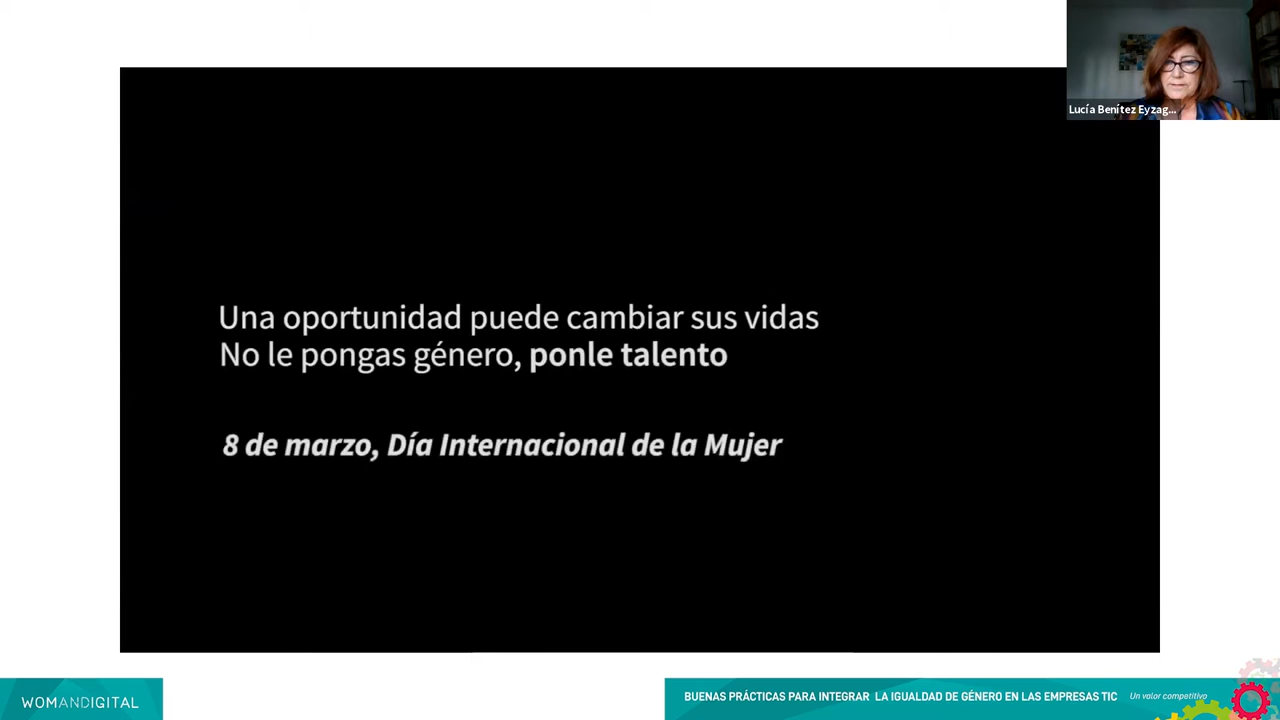 Lucía Benítez Eyzag...
Una oportunidad puede cambiar sus vidas
No le pongas género, ponle talento
8 de marzo, Día Internacional de la Mujer
WOMANDIGITAL
BUENAS PRÁCTICAS PARA INTEGRAR LA IGUALDAD DE GÉNERO EN LAS EMPRESAS TIC Un valor competitivo